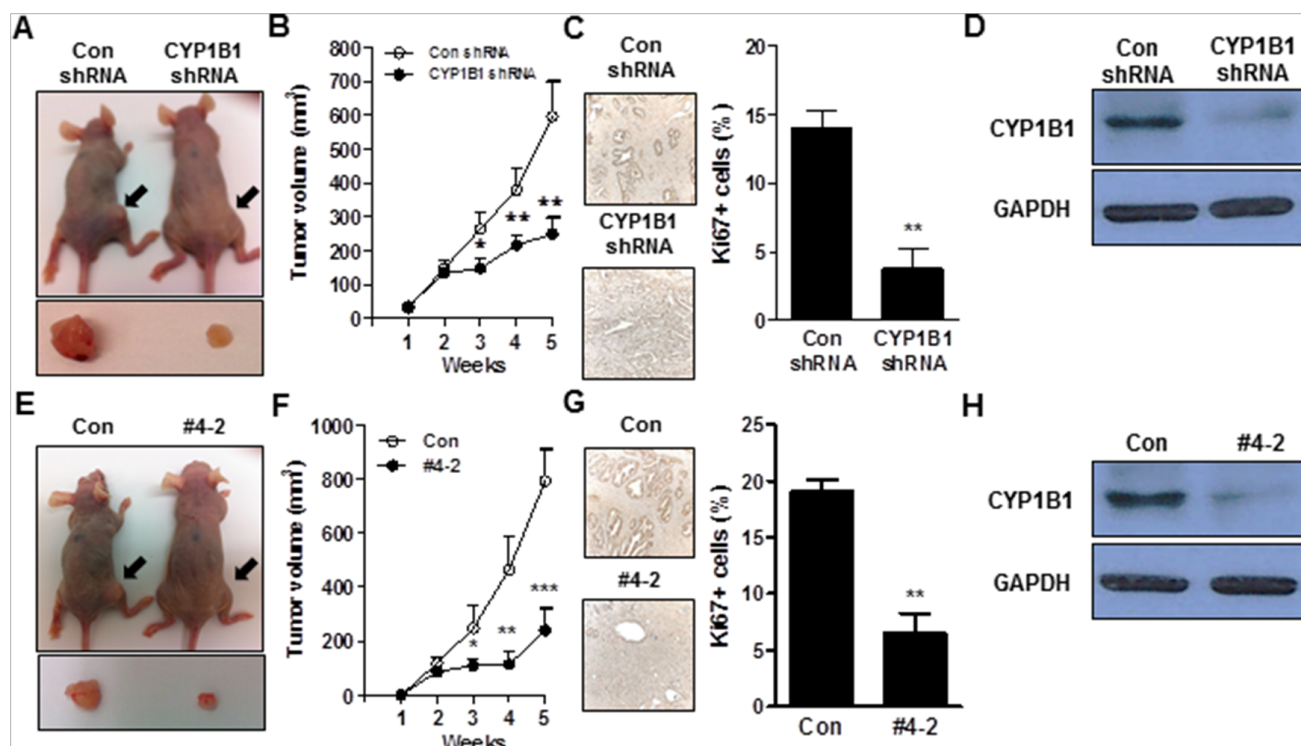 A
Con
shRNA
CYP1B1
shRNA
B
Tumor volume (mm3)
800
700
600
500
400
300
200
100
0
Con shRNA
CYP1B1 shRNA
*
**
**
1 2 3 4 5
Weeks
C
Con
shRNA
CYP1B1
shRNA
Ki67+ cells (%)
20
15
10
5
0
**
Con
shRNA
CYP1B1
shRNA
D
Con
shRNA
CYP1B1
shRNA
CYP1B1
GAPDH
E
Con #4-2
F
Tumor volume (mm3)
1000
800
600
400
200
0
Con
#4-2
*
**
***
1 2 3 4 5
Weeks
G
Con
#4-2
Ki67+ cells (%)
25
20
15
10
5
0
**
Con #4-2
H
Con #4-2
CYP1B1
GAPDH